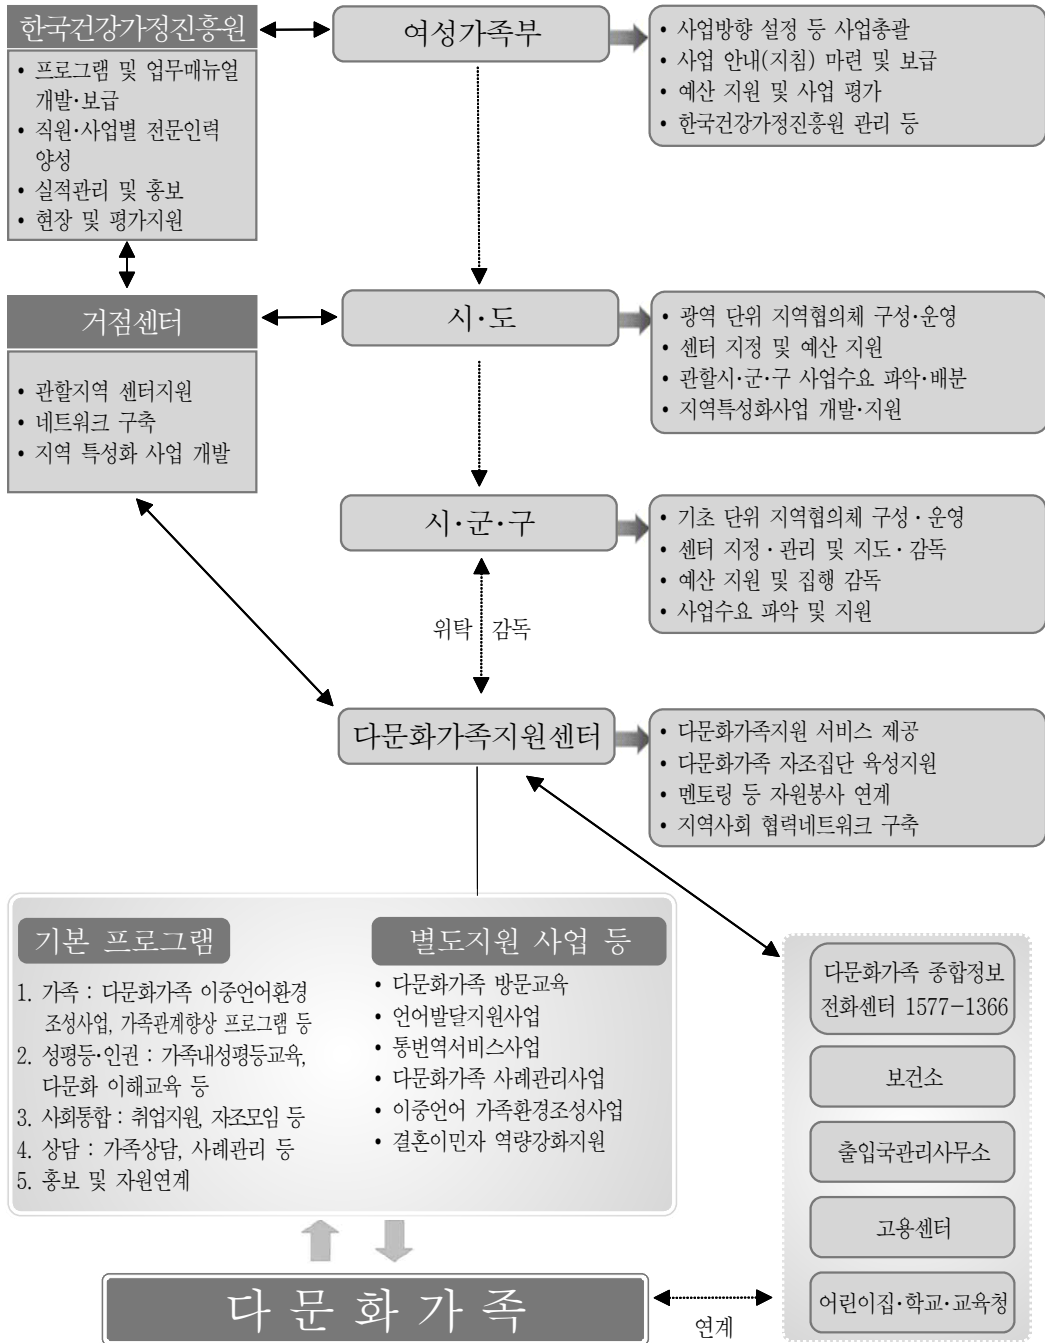 한국건강가정진흥원
• 프로그램 및 업무매뉴얼
개발·보급
• 직원·사업별 전문인력
양성
• 실적관리 및 홍보
• 현장 및 평가지원
여성가족부
• 사업방향 설정 등 사업총괄
• 사업 안내(지침) 마련 및 보급
• 예산 지원 및 사업 평가
• 한국건강가정진흥원 관리 등
거점센터
• 관할지역 센터지원
• 네트워크 구축
• 지역 특성화 사업 개발
시·도
• 광역 단위 지역협의체 구성·운영
• 센터 지정 및 예산 지원
• 관할시·군·구 사업수요 파악·배분
• 지역특성화사업 개발·지원
시·군·구
• 기초 단위 지역협의체 구성·운영
• 센터 지정·관리 및 지도·감독
• 예산 지원 및 집행 감독
• 사업수요 파악 및 지원
위탁 감독
다문화가족지원센터
• 다문화가족지원 서비스 제공
• 다문화가족 자조집단 육성지원
• 멘토링 등 자원봉사 연계
• 지역사회 협력네트워크 구축
기본 프로그램
1. 가족 : 다문화가족 이중언어환경
조성사업, 가족관계향상 프로그램 등
2. 성평등·인권 : 가족내성평등교육,
다문화 이해교육 등
3. 사회통합 : 취업지원, 자조모임 등
4. 상담 : 가족상담, 사례관리 등
5. 홍보 및 자원연계
별도지원 사업 등
• 다문화가족 방문교육
• 언어발달지원사업
• 통번역서비스사업
• 다문화가족 사례관리사업
• 이중언어 가족환경조성사업
• 결혼이민자 역량강화지원
다문화가족 종합정보
전화센터 1577-1366
보건소
출입국관리사무소
고용센터
어린이집·학교·교육청
다문화가족
연계